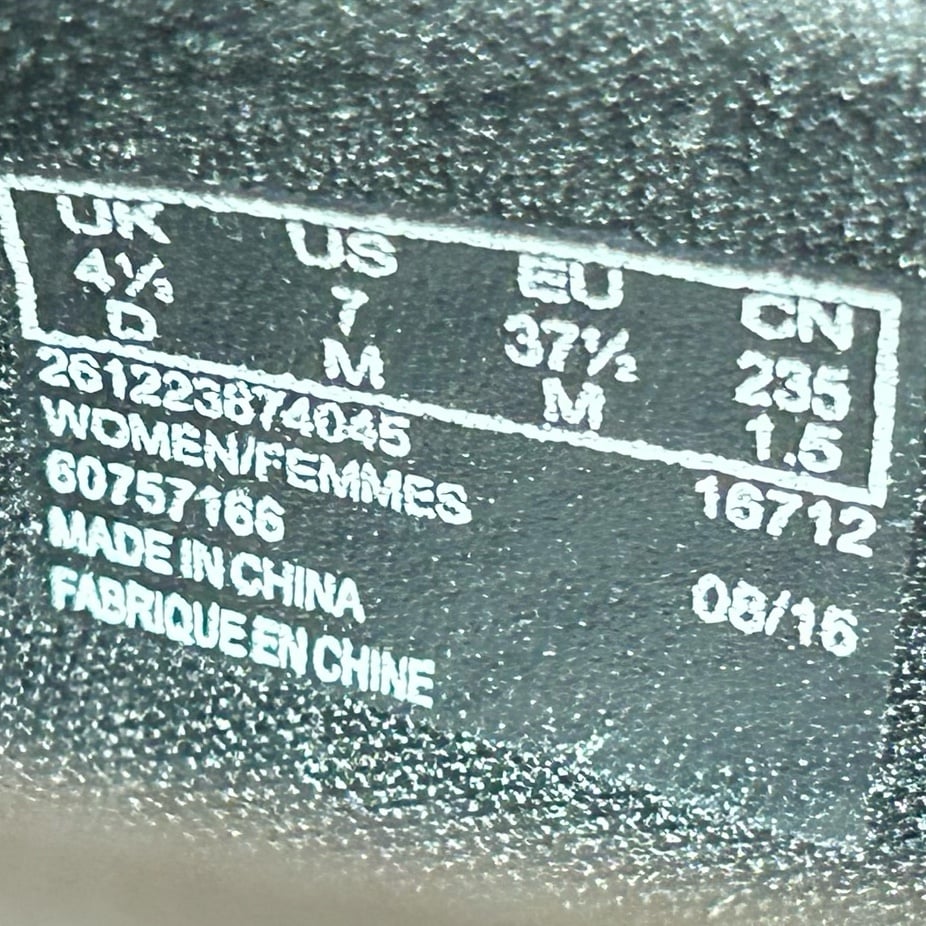 UK US EU CN
4½ 7 37½ 235
D M M 1.5
261223874045
WOMEN/FEMMES 16712
60757166
MADE IN CHINA 08/15
FABRIQUE EN CHINE